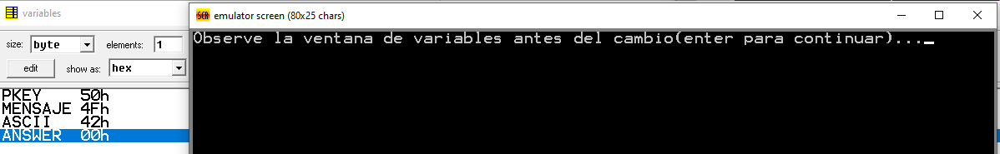 variables
size: byte elements: 1
edit show as: hex
PKEY 50h
MENSAJE 4Fh
ASCII 42h
ANSWER 00h
SCR emulator screen (80x25 chars)
Observe la ventana de variables antes del cambio(enter para continuar)..._